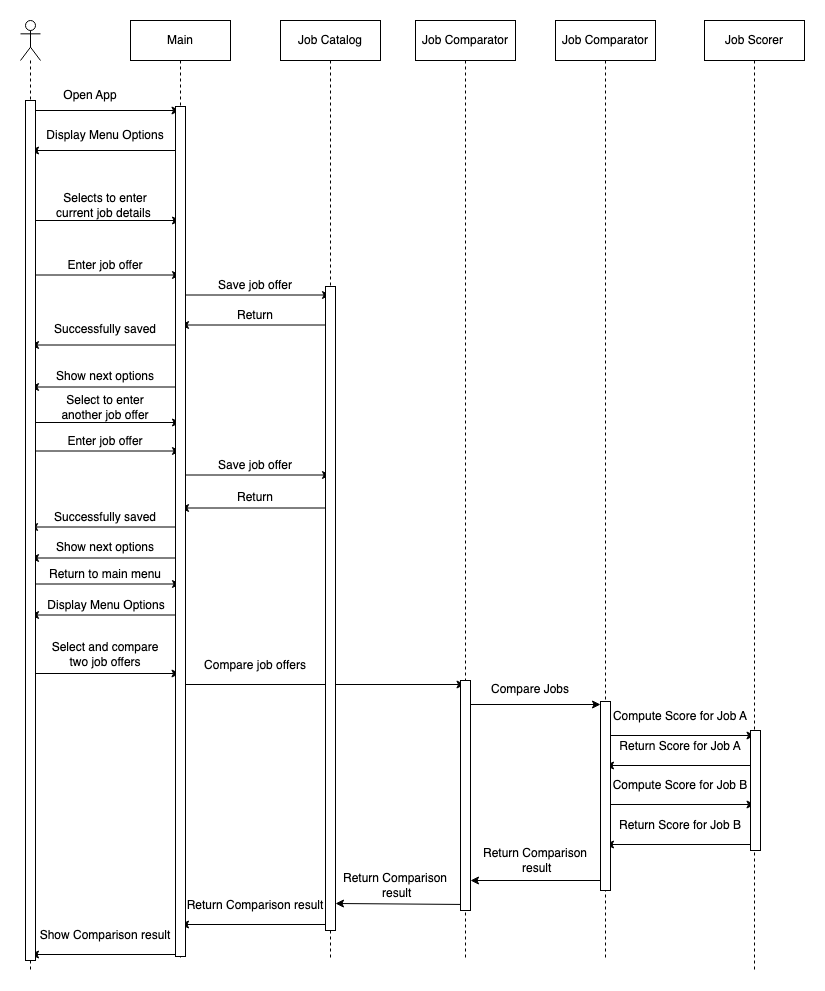 Main
Job Catalog
Job Comparator
Job Comparator
Job Scorer
Open App
Display Menu Options
Selects to enter
current job details
Enter job offer
Save job offer
Return
Successfully saved
Show next options
Select to enter
another job offer
Enter job offer
Save job offer
Return
Successfully saved
Show next options
Return to main menu
Display Menu Options
Select and compare
two job offers
Compare job offers
Compare Jobs
Compute Score for Job A
Return Score for Job A
Compute Score for Job B
Return Score for Job B
Return Comparison
result
Return Comparison
result
Return Comparison result
Show Comparison result